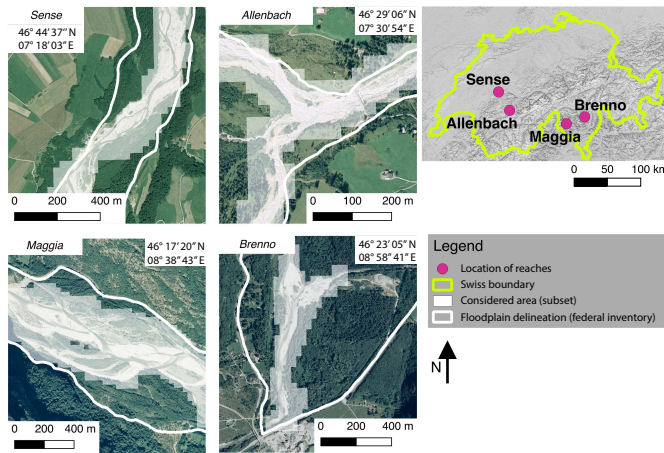 Sense
46° 44' 37" N
07° 18' 03" E
0 200 400 m
Allenbach
46° 29' 06" N
07° 30' 54" E
0 100 200 m
Sense
Allenbach
Brenno
Maggia
0 50 100 km
Maggia
46° 17' 20" N
08° 38' 43" E
0 200 400 m
Brenno
46° 23' 05" N
08° 58' 41" E
0 200 400 m
Legend
Location of reaches
Swiss boundary
Considered area (subset)
Floodplain delineation (federal inventory)
N